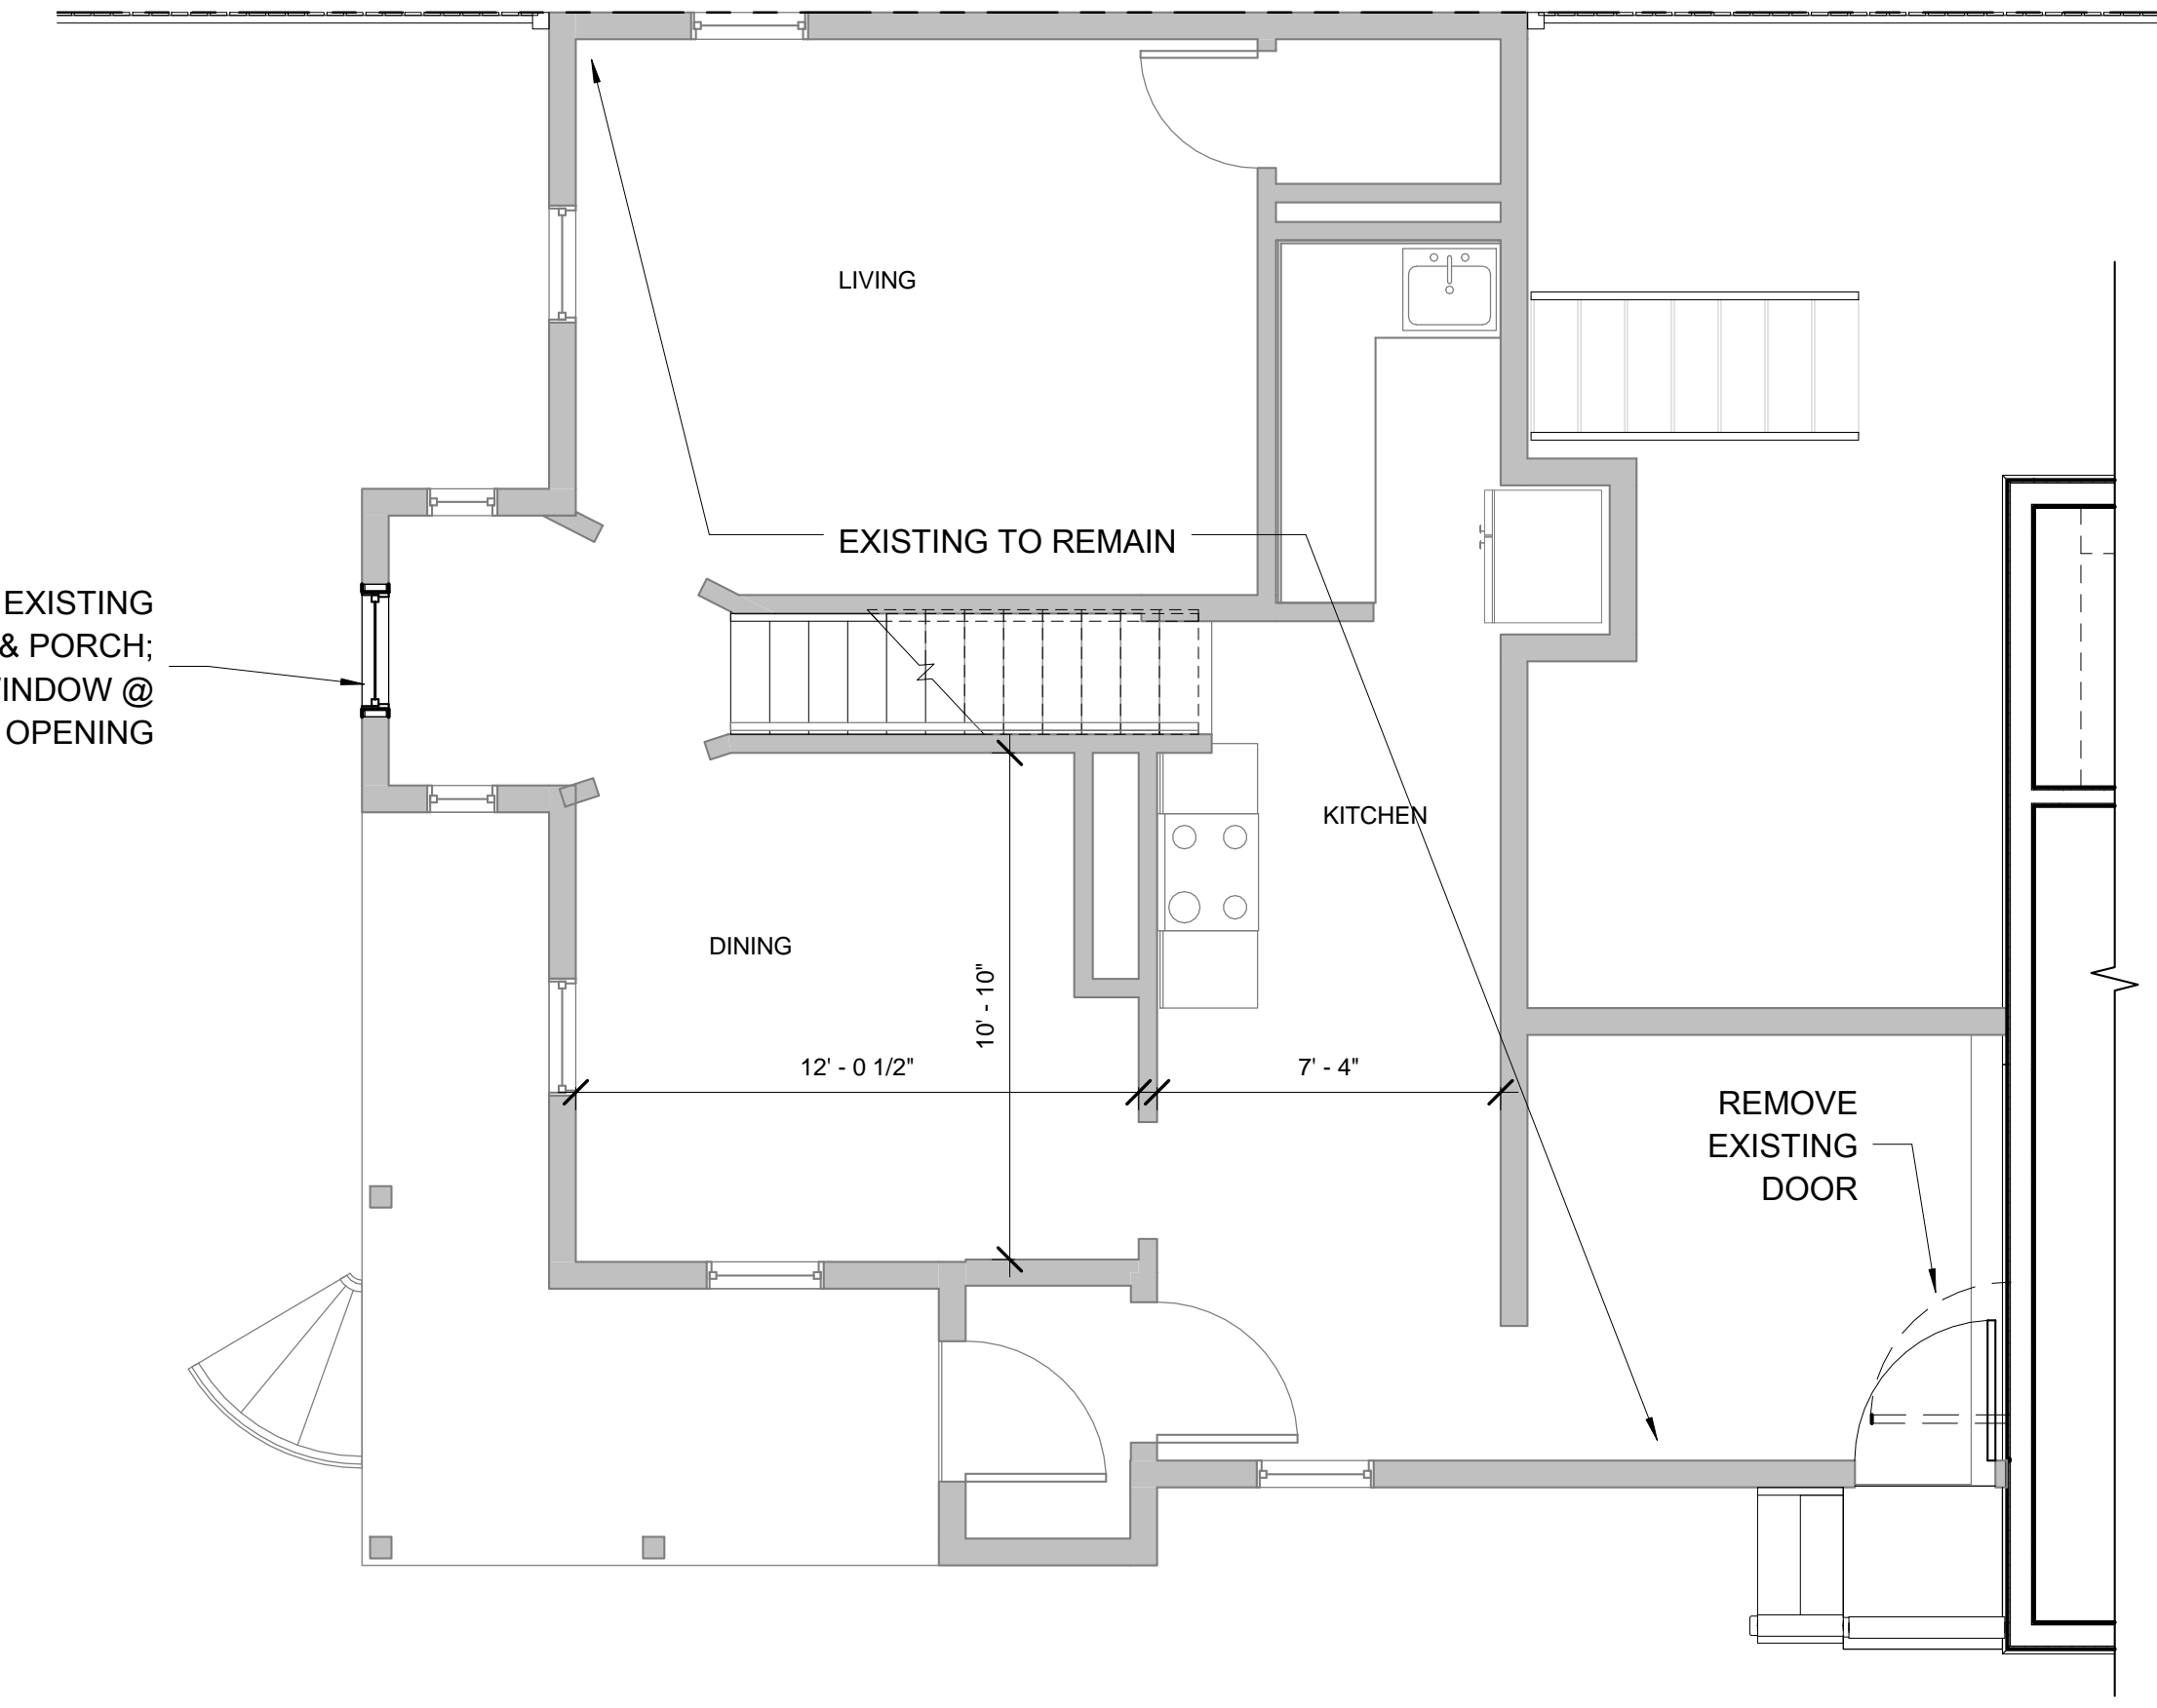 LIVING
EXISTING TO REMAIN
EXISTING
& PORCH;
WINDOW @
OPENING
KITCHEN
DINING
10' - 10"
12' - 0 1/2"
7' - 4"
REMOVE
EXISTING
DOOR